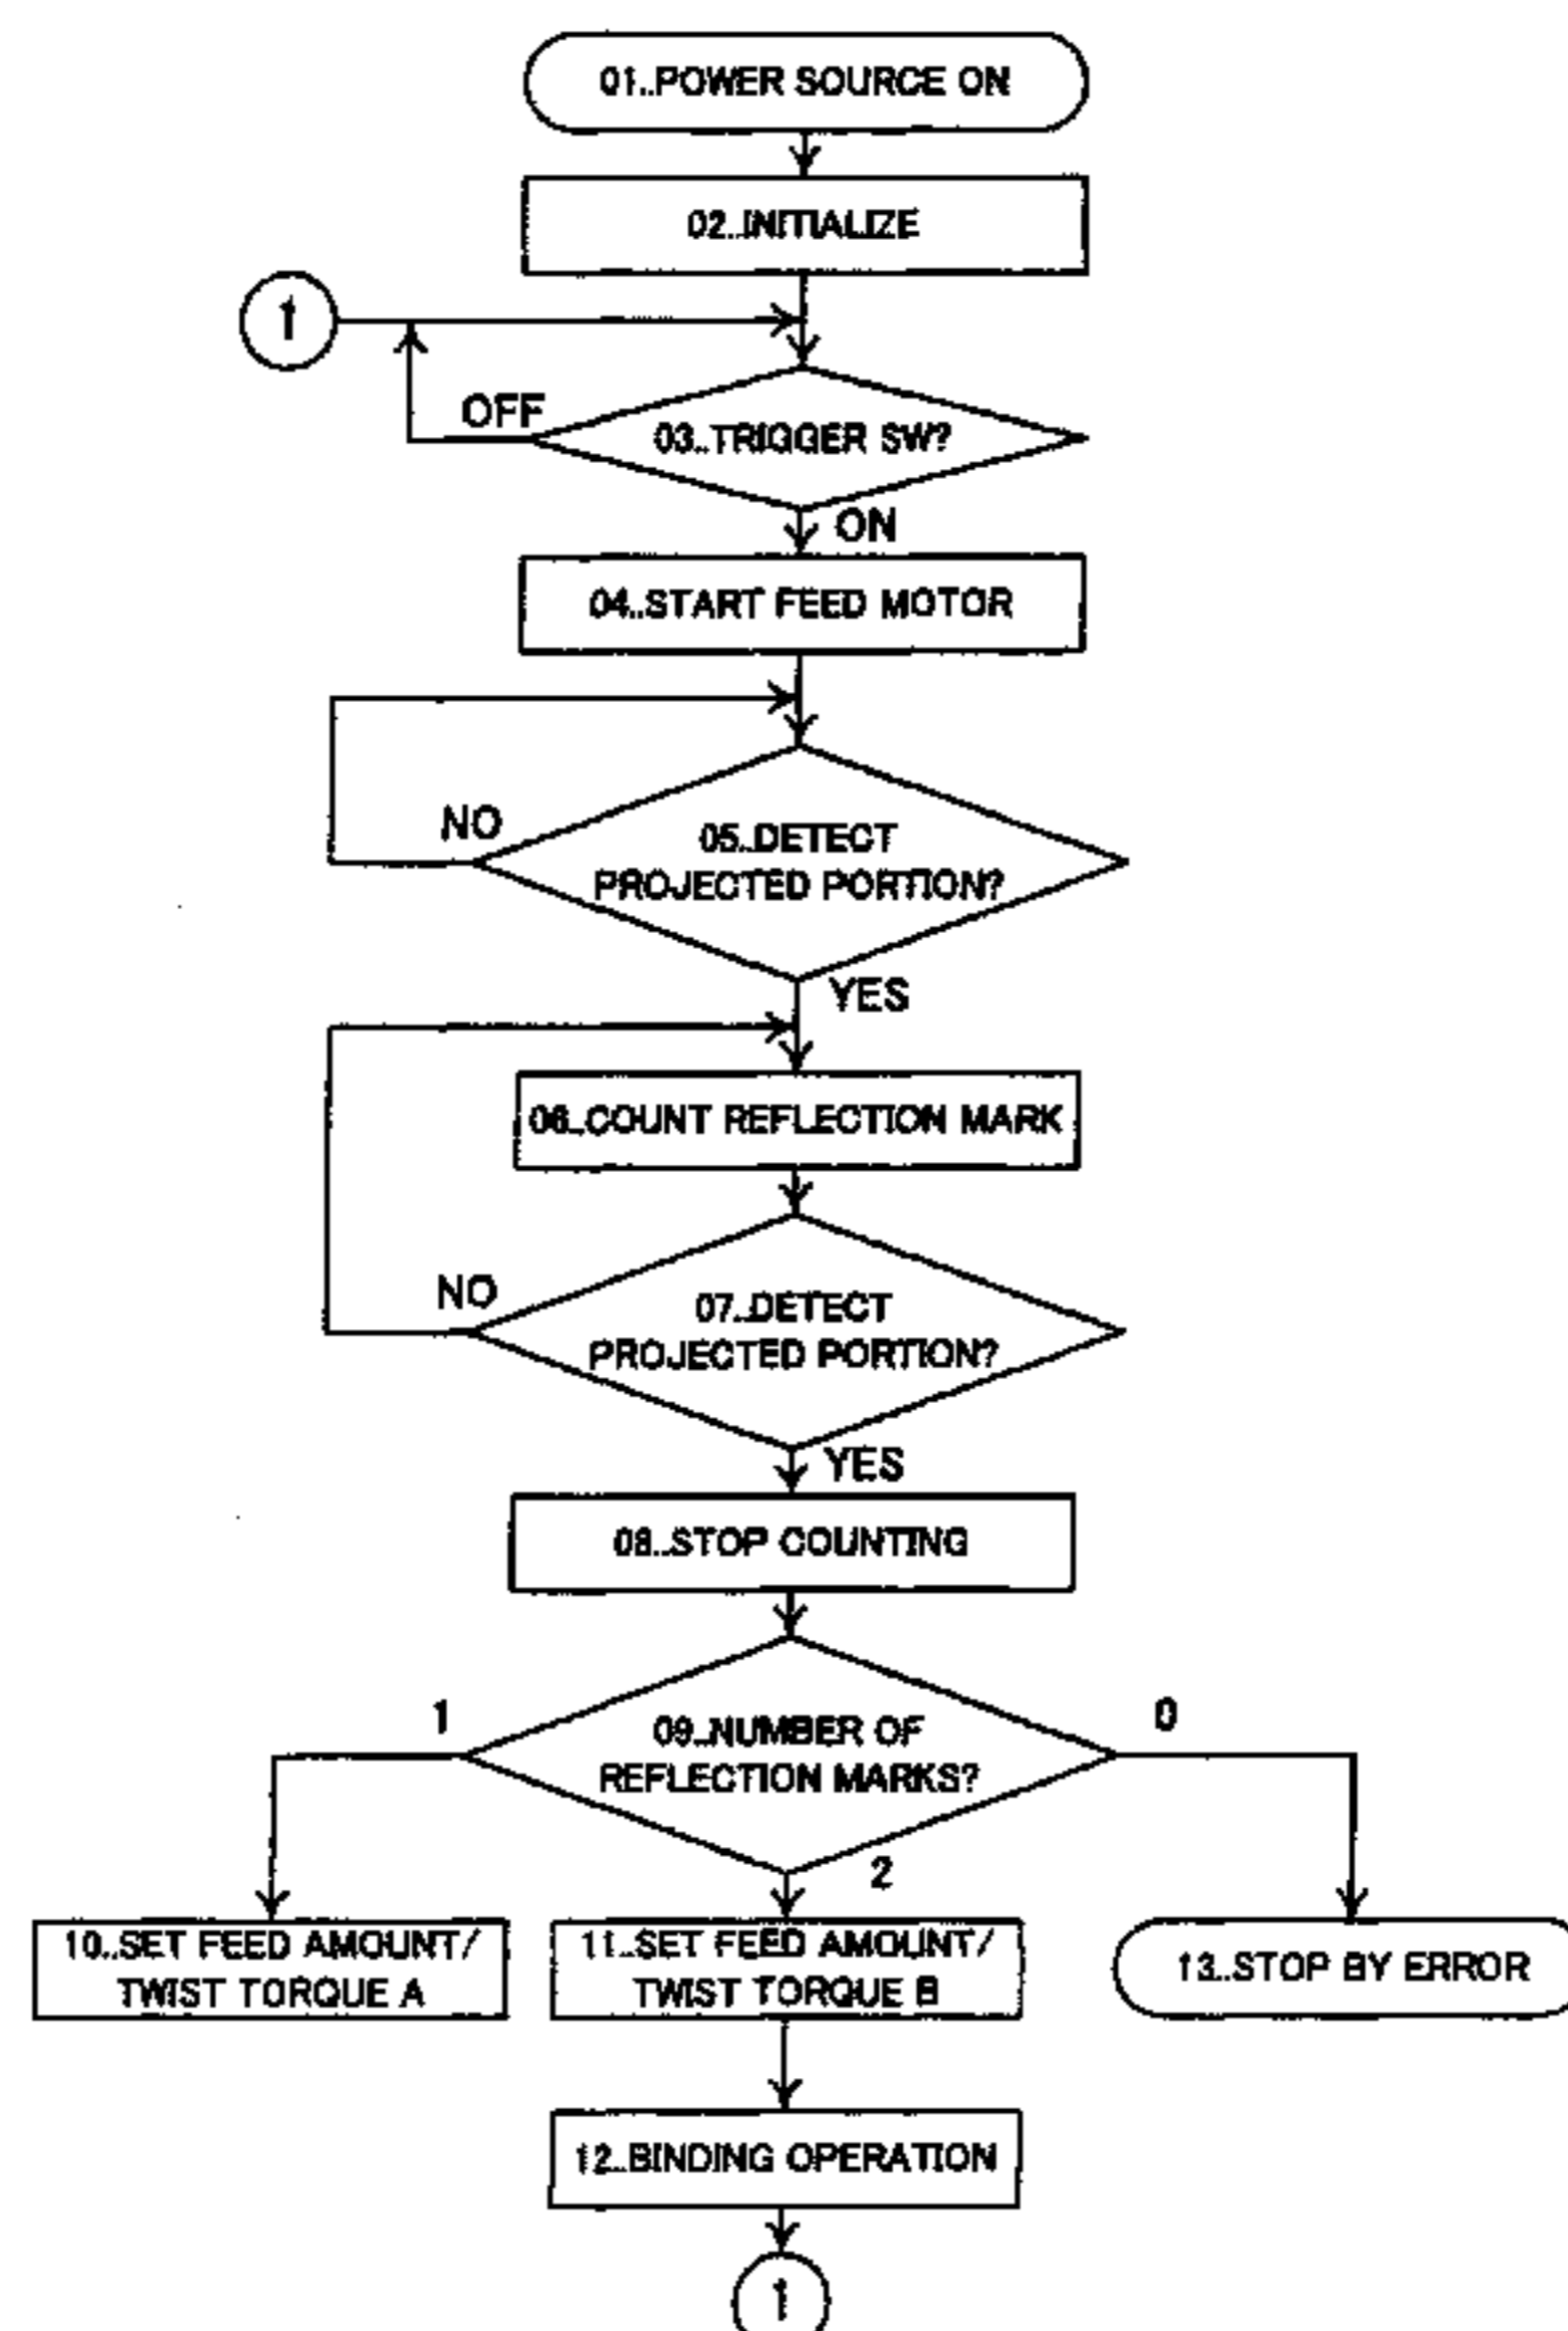 01..POWER SOURCE ON
02..INITIALIZE
1
OFF
03..TRIGGER SW?
ON
04..START FEED MOTOR
NO
05..DETECT
PROJECTED PORTION?
YES
06..COUNT REFLECTION MARK
NO
07..DETECT
PROJECTED PORTION?
YES
08..STOP COUNTING
1
0
09..NUMBER OF
REFLECTION MARKS?
2
10..SET FEED AMOUNT/
TWIST TORQUE A
11..SET FEED AMOUNT/
TWIST TORQUE B
13..STOP BY ERROR
12..BINDING OPERATION
1